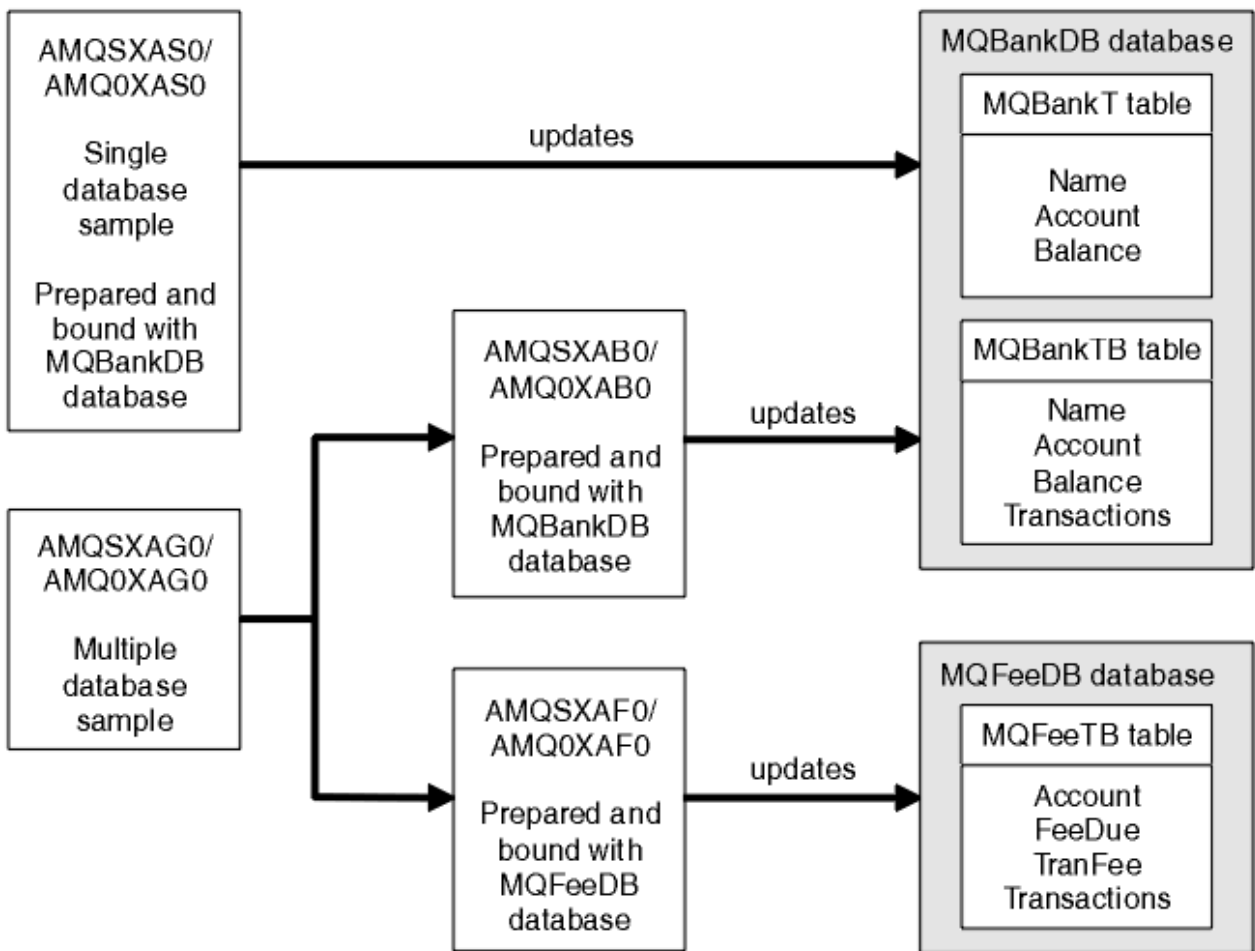 AMQSXAS0/
AMQ0XAS0
Single
database
sample
Prepared and
bound with
MQBankDB
database
updates
MQBankDB database
MQBankT table
Name
Account
Balance
MQBankTB table
Name
Account
Balance
Transactions
AMQSXAB0/
AMQ0XAB0
Prepared and
bound with
MQBankDB
database
updates
AMQSXAG0/
AMQ0XAG0
Multiple
database
sample
AMQSXAF0/
AMQ0XAF0
Prepared and
bound with
MQFeeDB
database
updates
MQFeeDB database
MQFeeTB table
Account
FeeDue
TranFee
Transactions